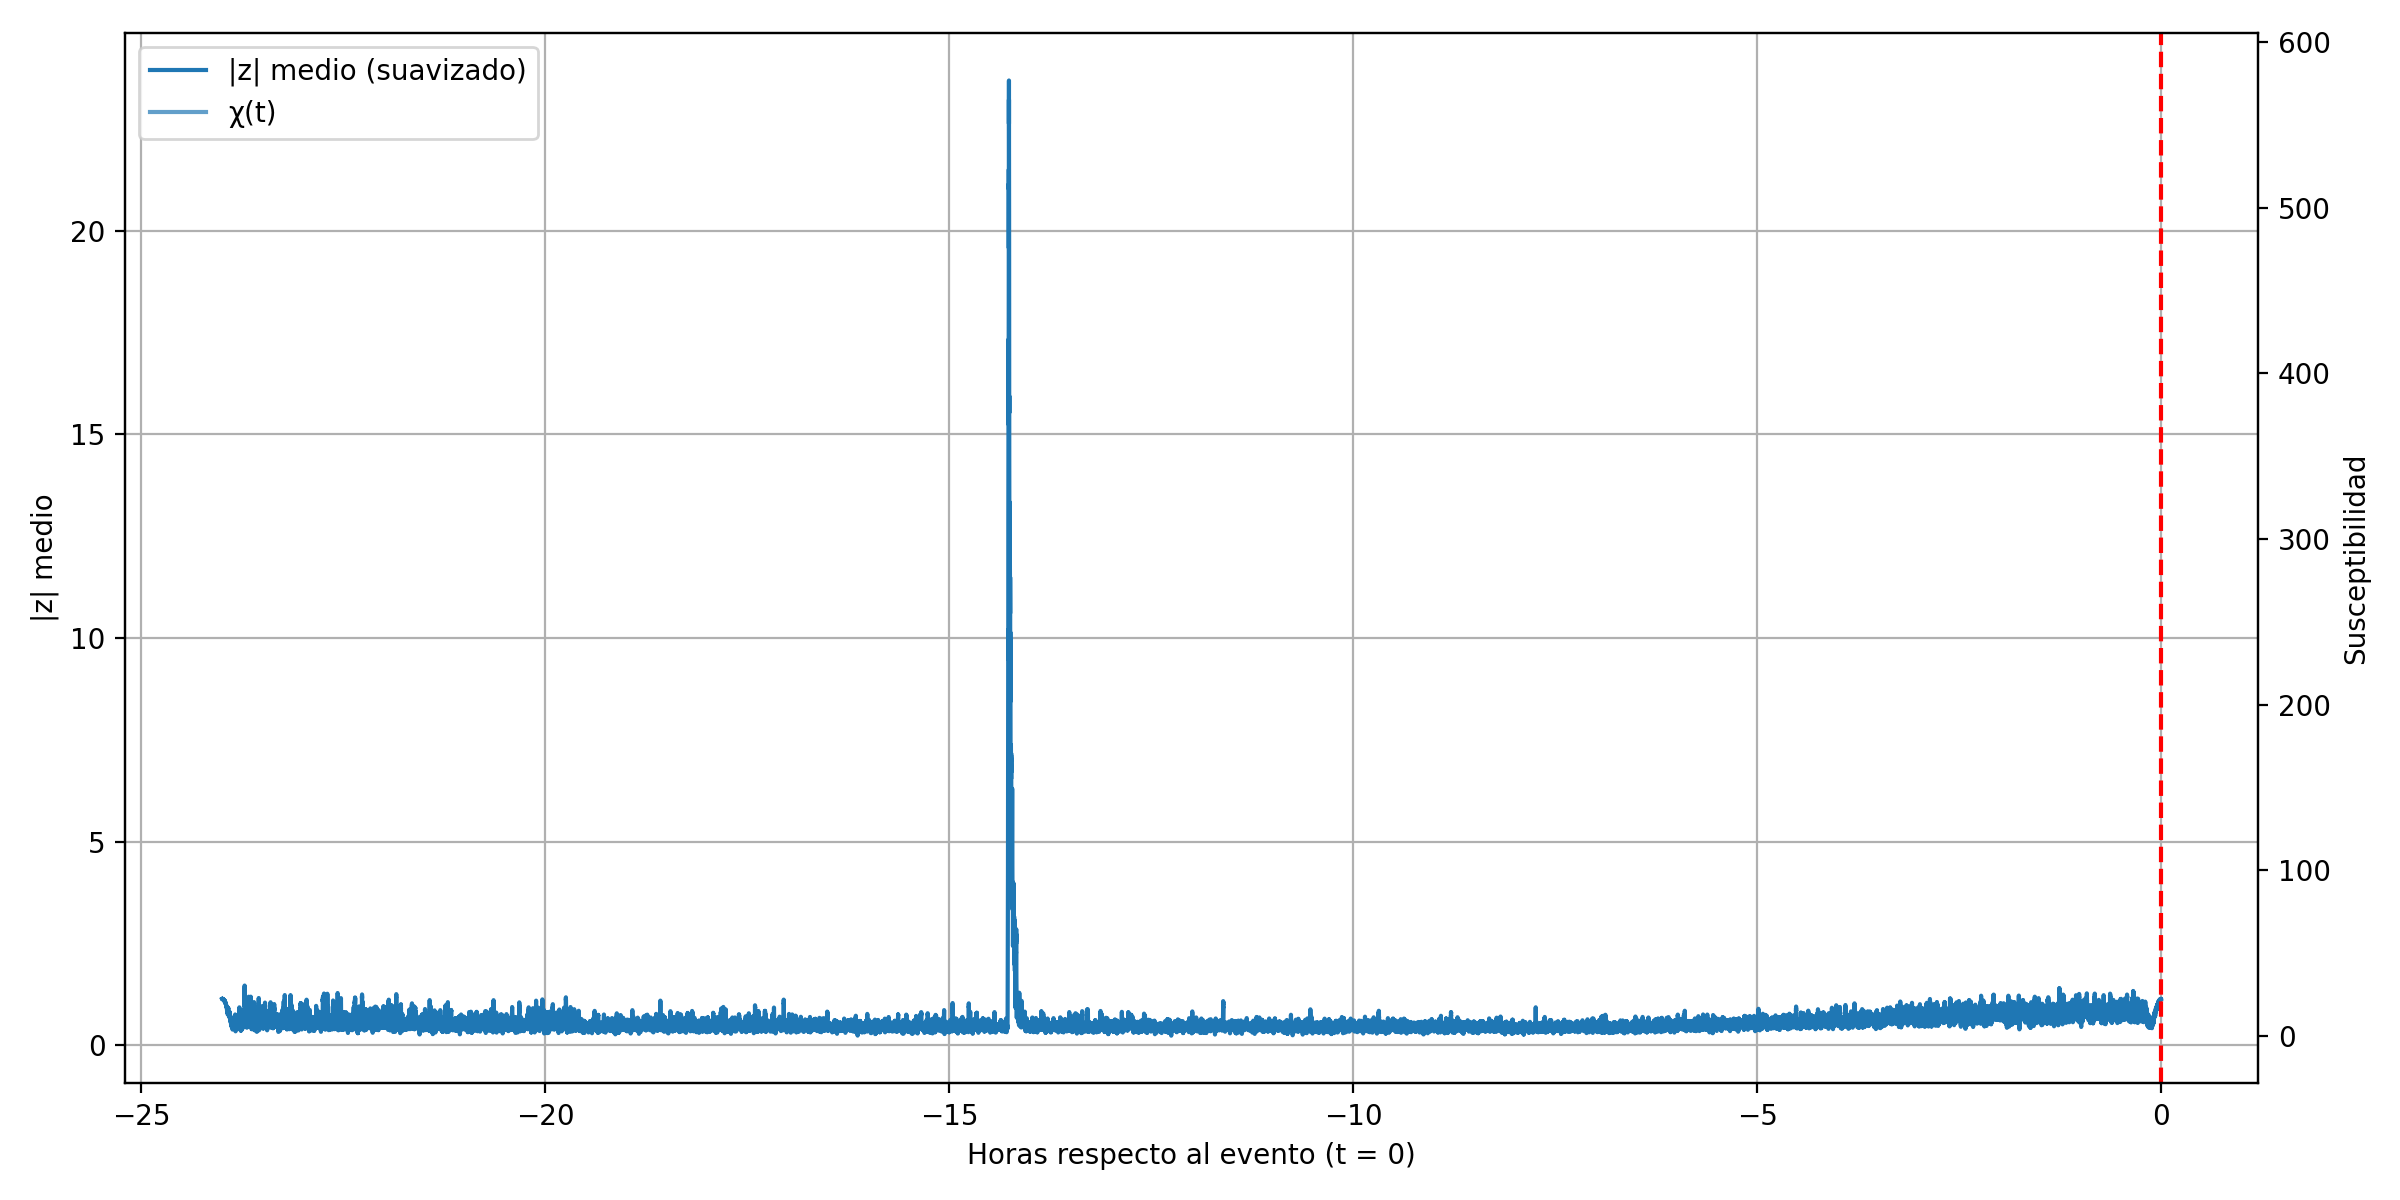 |z| medio (suavizado)
χ(t)
20
15
10
5
0
|z| medio
600
500
400
300
200
100
0
Susceptibilidad
−25 −20 −15 −10 −5 0
Horas respecto al evento (t = 0)